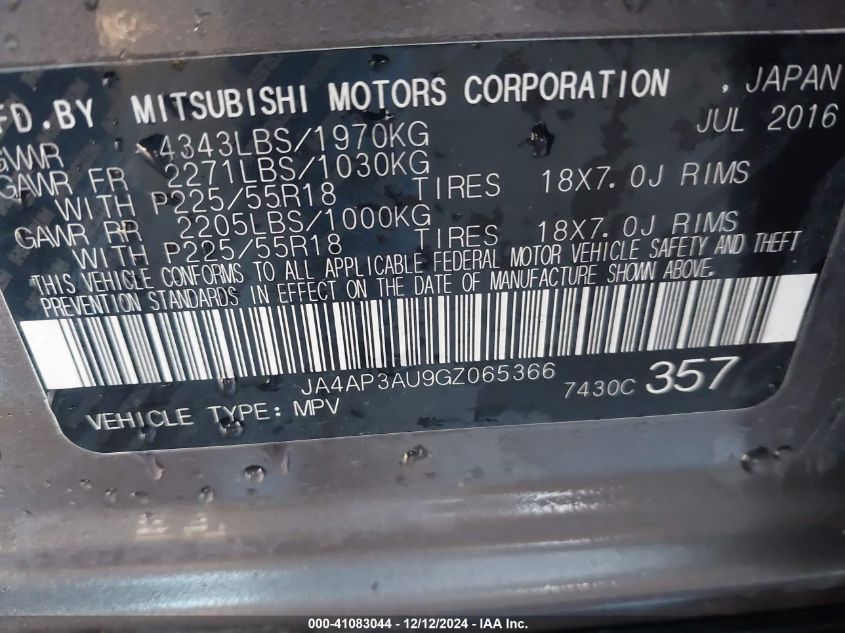 MFD.BY MITSUBISHI MOTORS CORPORATION , JAPAN
GVWR 4343LBS/1970KG JUL 2016
GAWR FR 2271LBS/1030KG
WITH P225/55R18 TIRES 18X7.0J RIMS
GAWR RR 2205LBS/1000KG
WITH P225/55R18 TIRES 18X7.0J RIMS
THIS VEHICLE CONFORMS TO ALL APPLICABLE FEDERAL MOTOR VEHICLE SAFETY AND THEFT
PREVENTION STANDARDS IN EFFECT ON THE DATE OF MANUFACTURE SHOWN ABOVE.
JA4AP3AU9GZ065366 7430C 357
VEHICLE TYPE: MPV
000-41083044 - 12/12/2024 - IAA Inc.